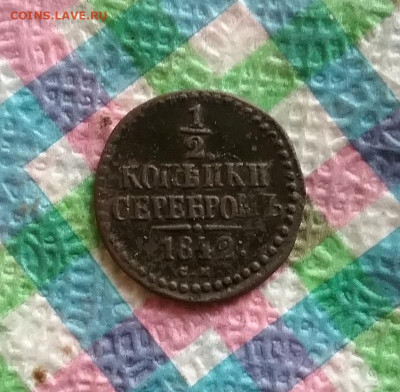 COINS.LAVE.RU
1
2
КОПѢЙКИ
СЕРЕБРОМЪ
1842